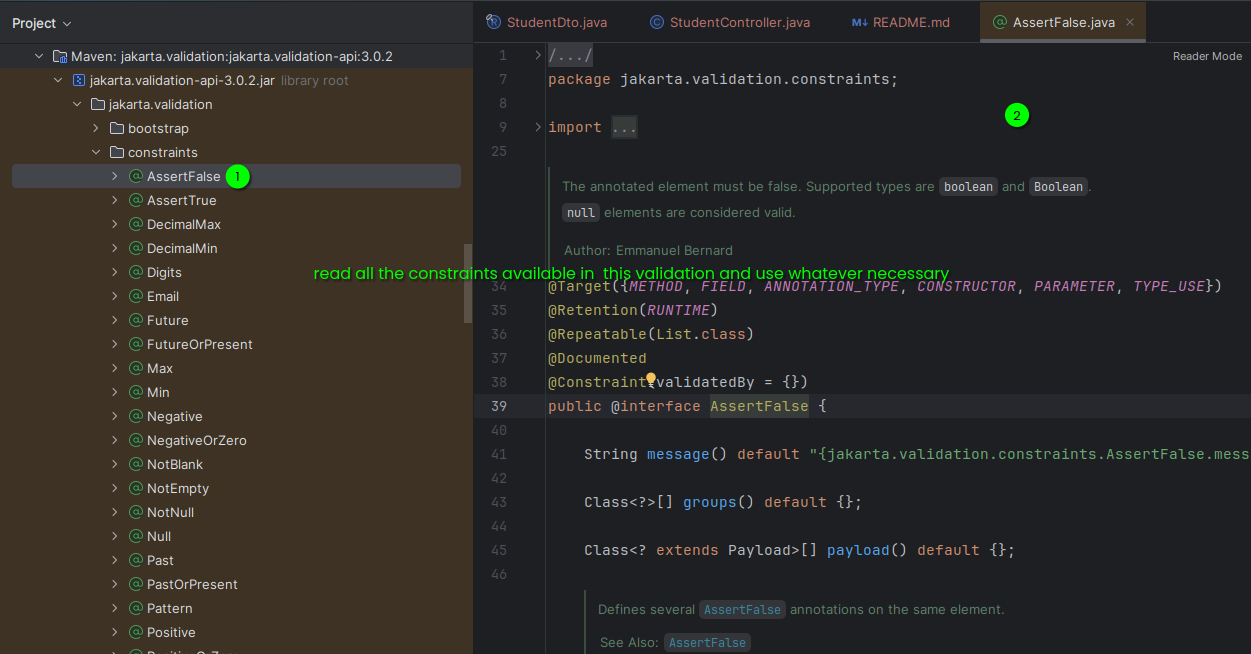 Project
StudentDto.java
StudentController.java
README.md
AssertFalse.java
Maven: jakarta.validation:jakarta.validation-api:3.0.2
jakarta.validation-api-3.0.2.jar library root
jakarta.validation
bootstrap
constraints
AssertFalse 1
AssertTrue
DecimalMax
DecimalMin
Digits
Email
Future
FutureOrPresent
Max
Min
Negative
NegativeOrZero
NotBlank
NotEmpty
NotNull
Null
Past
PastOrPresent
Pattern
Positive
Reader Mode
1 /.../
7 package jakarta.validation.constraints;
8
2
9 import ...
25
The annotated element must be false. Supported types are boolean and Boolean.
null elements are considered valid.
Author: Emmanuel Bernard
read all the constraints available in this validation and use whatever necessary
34 @Target({METHOD, FIELD, ANNOTATION_TYPE, CONSTRUCTOR, PARAMETER, TYPE_USE})
35 @Retention(RUNTIME)
36 @Repeatable(List.class)
37 @Documented
38 @Constraint(validatedBy = {})
39 public @interface AssertFalse {
40
41 String message() default "{jakarta.validation.constraints.AssertFalse.mess
42
43 Class<?>[] groups() default {};
44
45 Class<? extends Payload>[] payload() default {};
46
Defines several AssertFalse annotations on the same element.
See Also: AssertFalse